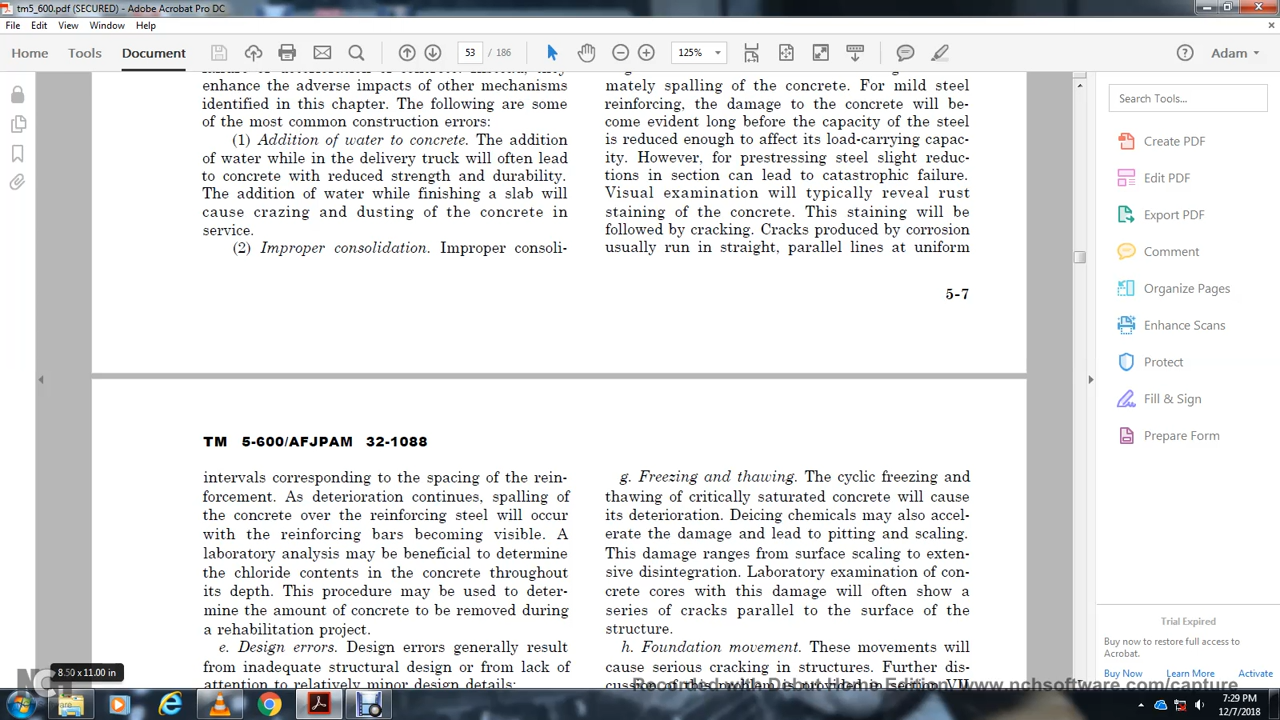 tm5_600.pdf (SECURED) - Adobe Acrobat Pro DC
File Edit View Window Help
Home Tools Document 53 / 186 125% Adam
enhance the adverse impacts of other mechanisms
identified in this chapter. The following are some
of the most common construction errors:
(1) Addition of water to concrete. The addition
of water while in the delivery truck will often lead
to concrete with reduced strength and durability.
The addition of water while finishing a slab will
cause crazing and dusting of the concrete in
service.
(2) Improper consolidation. Improper consoli-
mately spalling of the concrete. For mild steel
reinforcing, the damage to the concrete will be-
come evident long before the capacity of the steel
is reduced enough to affect its load-carrying capac-
ity. However, for prestressing steel slight reduc-
tions in section can lead to catastrophic failure.
Visual examination will typically reveal rust
staining of the concrete. This staining will be
followed by cracking. Cracks produced by corrosion
usually run in straight, parallel lines at uniform
5-7
TM 5-600/AFJPAM 32-1088
intervals corresponding to the spacing of the rein-
forcement. As deterioration continues, spalling of
the concrete over the reinforcing steel will occur
with the reinforcing bars becoming visible. A
laboratory analysis may be beneficial to determine
the chloride contents in the concrete throughout
its depth. This procedure may be used to deter-
mine the amount of concrete to be removed during
a rehabilitation project.
e. Design errors. Design errors generally result
from inadequate structural design or from lack of
attention to relatively minor design details:
g. Freezing and thawing. The cyclic freezing and
thawing of critically saturated concrete will cause
its deterioration. Deicing chemicals may also accel-
erate the damage and lead to pitting and scaling.
This damage ranges from surface scaling to exten-
sive disintegration. Laboratory examination of con-
crete cores with this damage will often show a
series of cracks parallel to the surface of the
structure.
h. Foundation movement. These movements will
cause serious cracking in structures. Further dis-
Search Tools...
Create PDF
Edit PDF
Export PDF
Comment
Organize Pages
Enhance Scans
Protect
Fill & Sign
Prepare Form
Trial Expired
Buy now to restore full access to
Acrobat.
Buy Now Learn More Activate
8.50 x 11.00 in
NCT
Recorded with Debut Home Edition: www.nchsoftware.com/capture
7:29 PM
12/7/2018